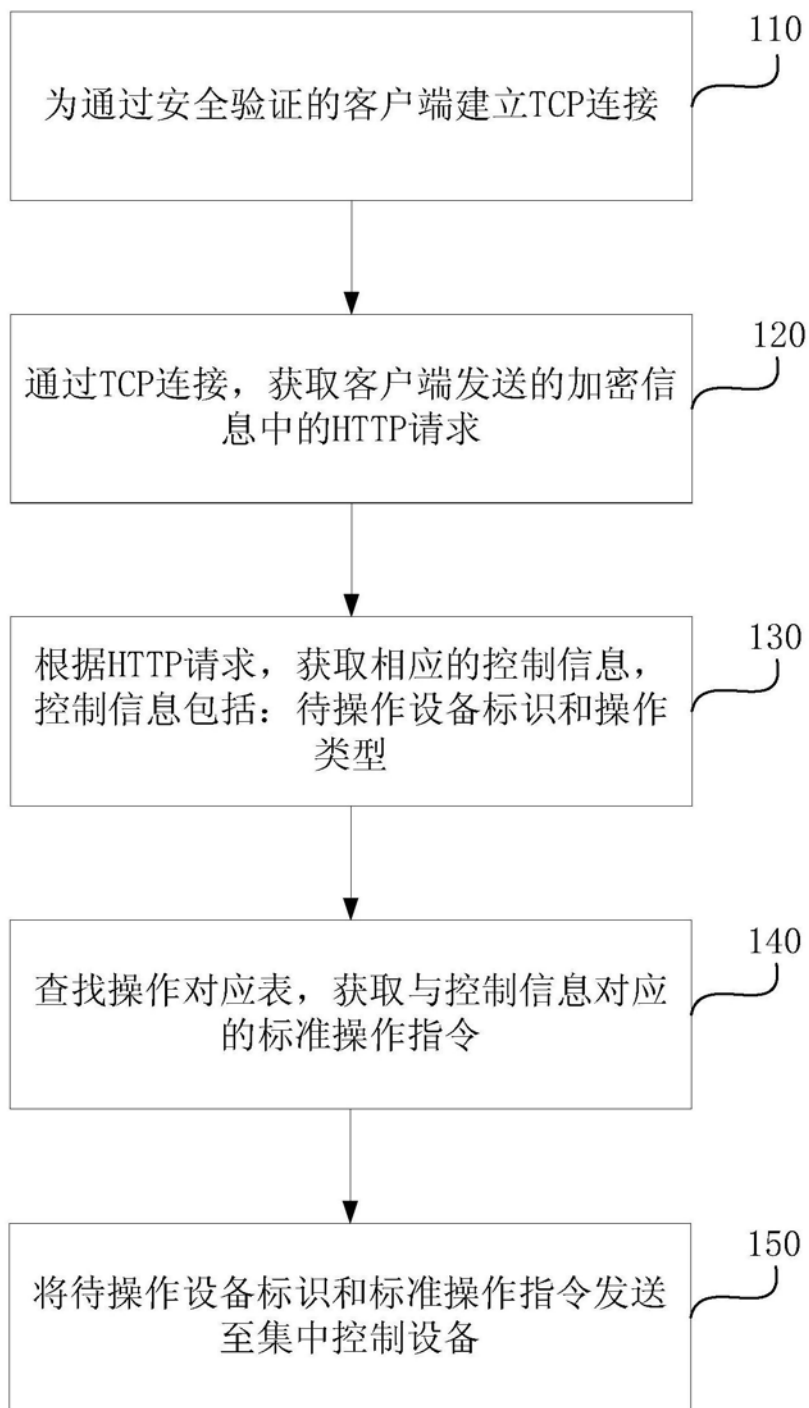 110
为通过安全验证的客户端建立TCP连接
120
通过TCP连接，获取客户端发送的加密信
息中的HTTP请求
130
根据HTTP请求，获取相应的控制信息，
控制信息包括：待操作设备标识和操作
类型
140
查找操作对应表，获取与控制信息对应
的标准操作指令
150
将待操作设备标识和标准操作指令发送
至集中控制设备